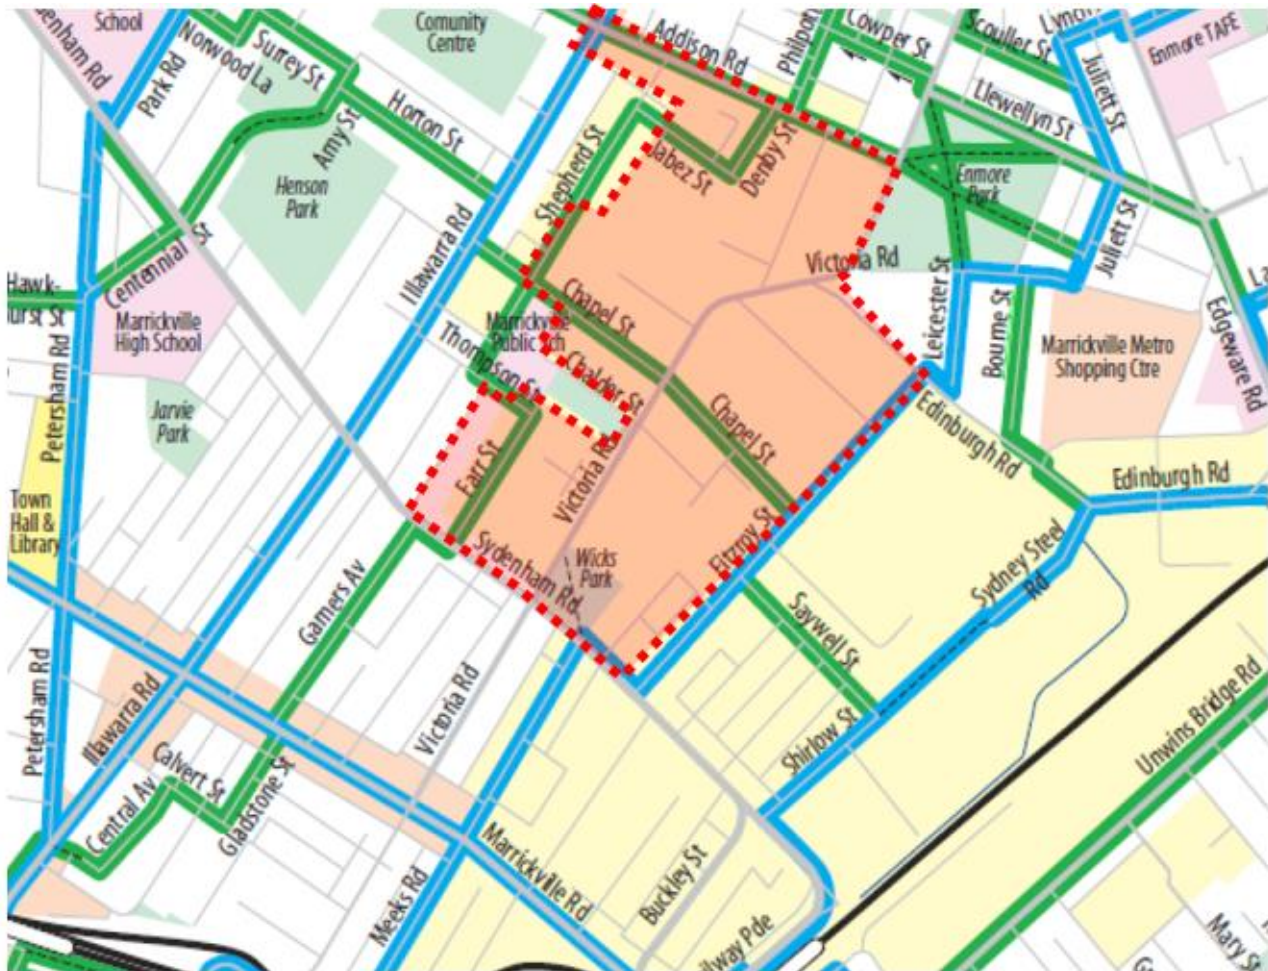 School
Comunity
Centre
Addison Rd
Philpott
Cowper St
Scouller St
Enmore TAFE
Norwood La
Surrey St
Park Rd
Horton St
Amy St
Henson
Park
Llewellyn St
Juliett St
Shepherd St
Jabez St
Denby St
Enmore
Park
Illawarra Rd
Victoria Rd
Juliett St
Centennial St
Hawk-
hurst St
Marrickville
High School
Chapel St
Marrickville
Public Sch
Thompson St
Chalder St
Leicester St
Bourne St
Edgeware Rd
Marrickville Metro
Shopping Ctre
Petersham Rd
Jarvie
Park
Chapel St
Edinburgh Rd
Edinburgh Rd
Town
Hall &
Library
Farr St
Victoria Rd
Fitzroy St
Sydenham Rd
Wicks
Park
Sydney Steel
Rd
Garners Av
Saywell St
Petersham Rd
Illawarra Rd
Victoria Rd
Shirlow St
Unwins Bridge Rd
Calvert St
Central Av
Gladstone St
Marrickville Rd
Meeks Rd
Buckley St
ilway Pde
Mary St